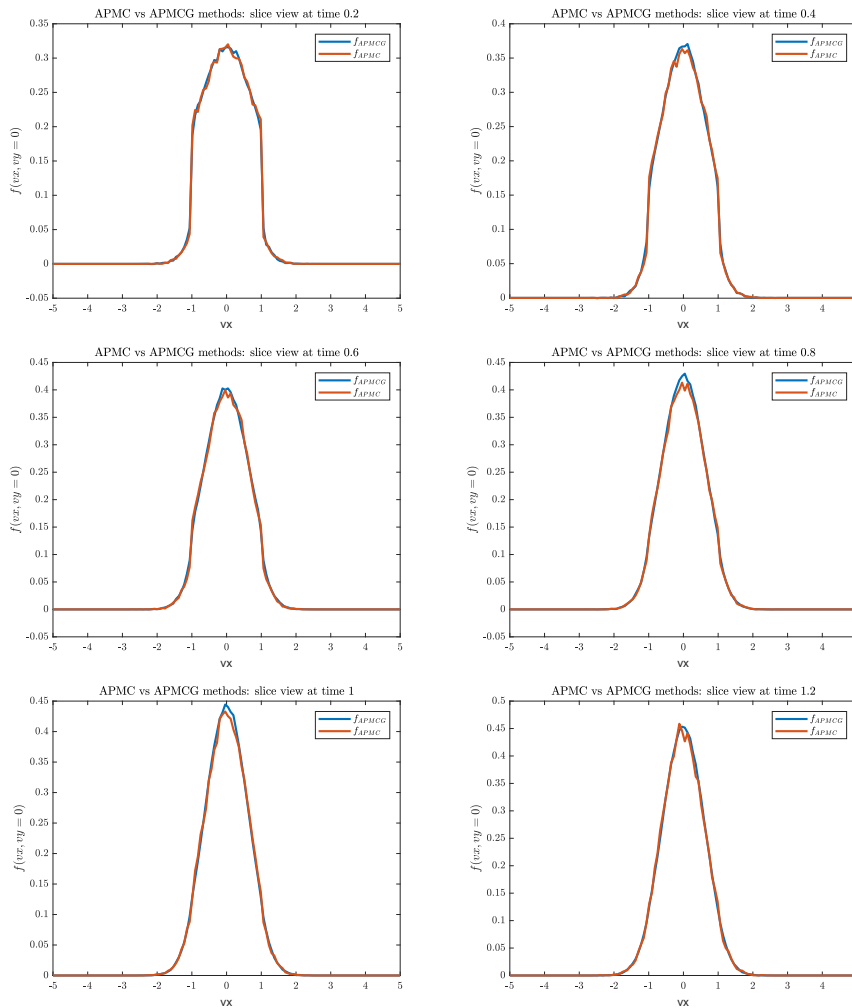 APMC vs APMCG methods: slice view at time 0.2
0.35
0.3
0.25
0.2
0.15
0.1
0.05
0
-0.05
f(vx, vy = 0)
-5 -4 -3 -2 -1 0 1 2 3 4 5
vx
f_APMCG
f_APMC
APMC vs APMCG methods: slice view at time 0.4
0.4
0.35
0.3
0.25
0.2
0.15
0.1
0.05
0
f(vx, vy = 0)
-5 -4 -3 -2 -1 0 1 2 3 4
vx
f_APMCG
f_APMC
APMC vs APMCG methods: slice view at time 0.6
0.45
0.4
0.35
0.3
0.25
0.2
0.15
0.1
0.05
0
-0.05
f(vx, vy = 0)
-5 -4 -3 -2 -1 0 1 2 3 4 5
vx
f_APMCG
f_APMC
APMC vs APMCG methods: slice view at time 0.8
0.45
0.4
0.35
0.3
0.25
0.2
0.15
0.1
0.05
0
-0.05
f(vx, vy = 0)
-5 -4 -3 -2 -1 0 1 2 3 4
vx
f_APMCG
f_APMC
APMC vs APMCG methods: slice view at time 1
0.45
0.4
0.35
0.3
0.25
0.2
0.15
0.1
0.05
0
f(vx, vy = 0)
-5 -4 -3 -2 -1 0 1 2 3 4 5
vx
f_APMCG
f_APMC
APMC vs APMCG methods: slice view at time 1.2
0.5
0.45
0.4
0.35
0.3
0.25
0.2
0.15
0.1
0.05
0
f(vx, vy = 0)
-5 -4 -3 -2 -1 0 1 2 3 4
vx
f_APMCG
f_APMC